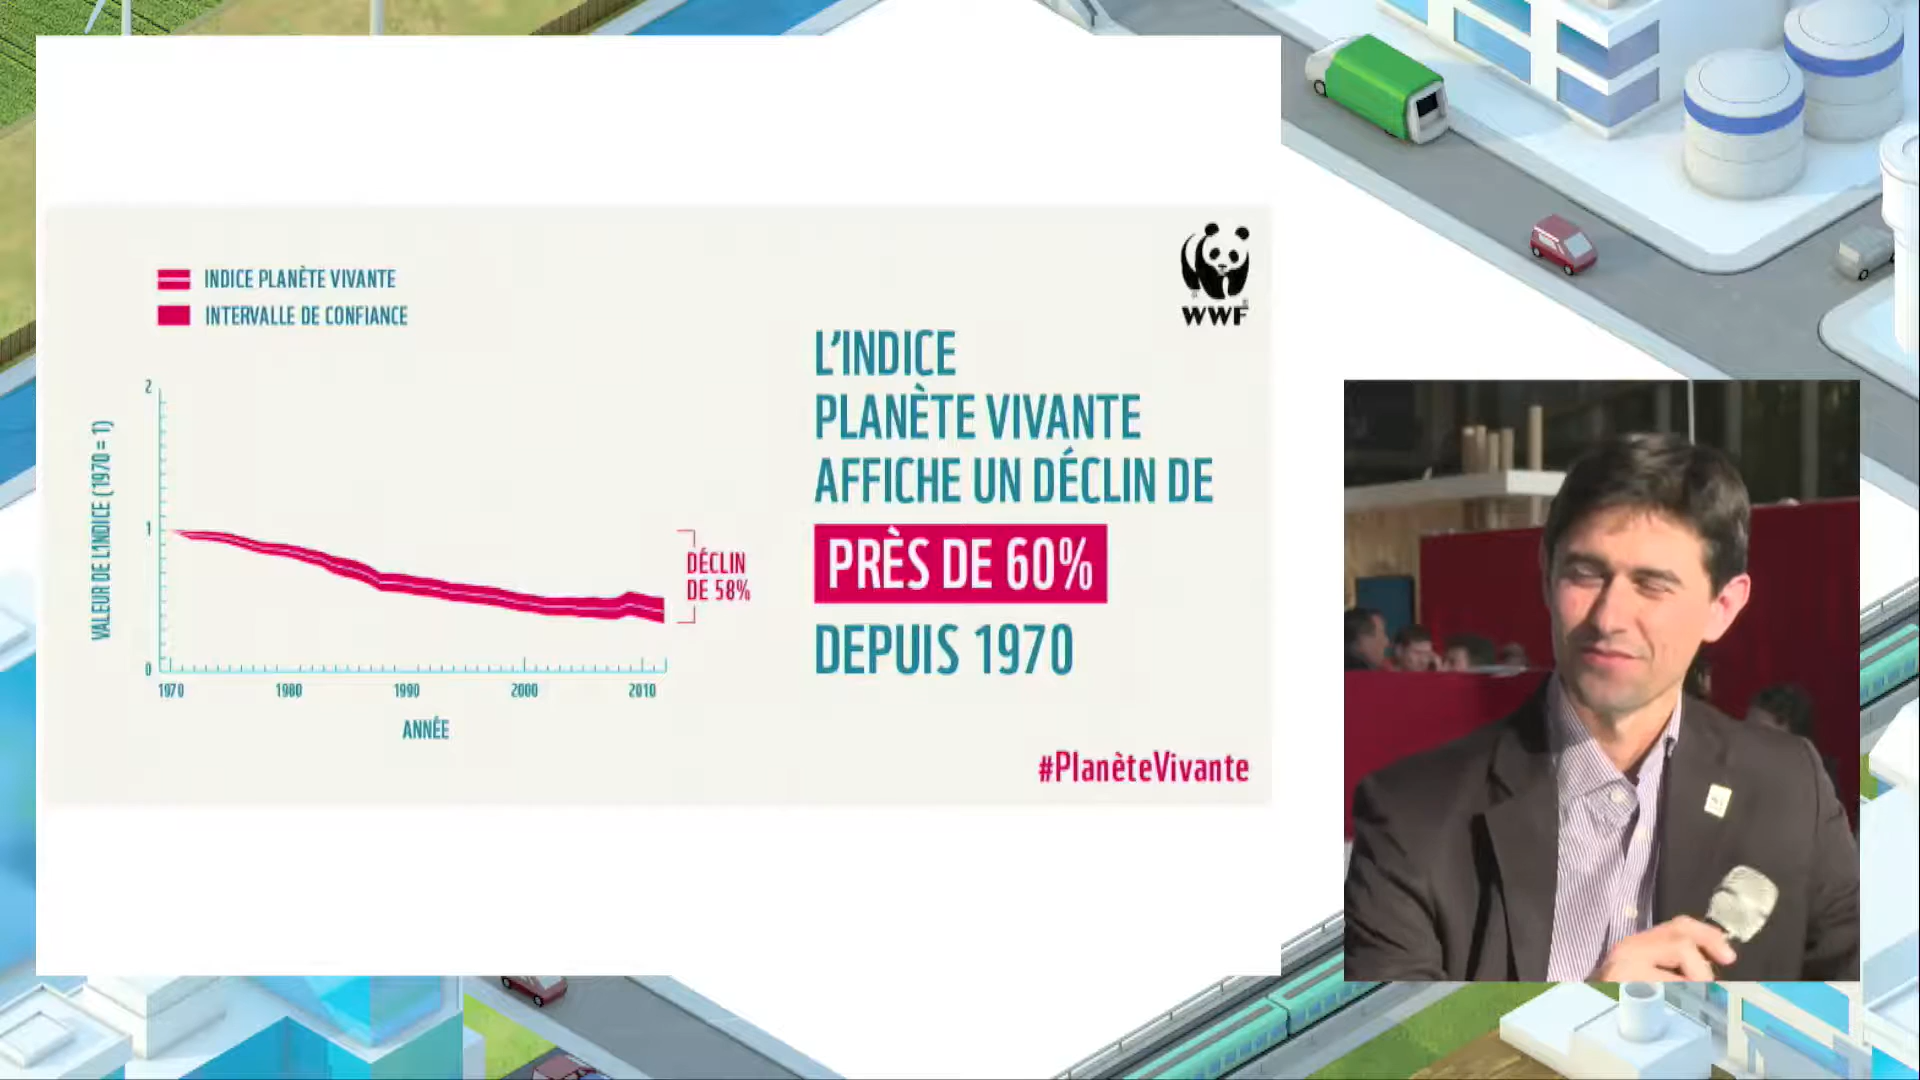 INDICE PLANÈTE VIVANTE
INTERVALLE DE CONFIANCE
VALEUR DE L'INDICE (1970 = 1)
2
1
0
1970
1980
1990
2000
2010
ANNÉE
DÉCLIN
DE 58%
WWF
L'INDICE
PLANÈTE VIVANTE
AFFICHE UN DÉCLIN DE
PRÈS DE 60%
DEPUIS 1970
#PlanèteVivante